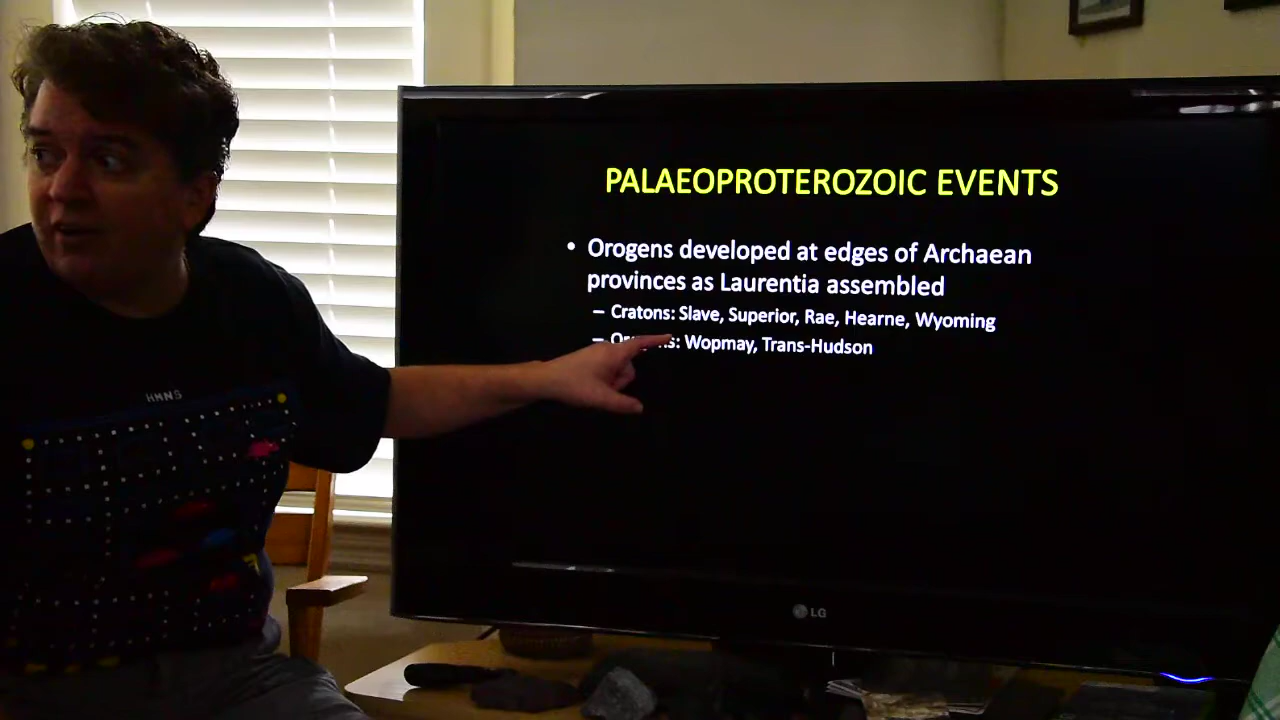 PALAEOPROTEROZOIC EVENTS
• Orogens developed at edges of Archaean
provinces as Laurentia assembled
– Cratons: Slave, Superior, Rae, Hearne, Wyoming
– Wopmay, Trans-Hudson
HMNS
LG